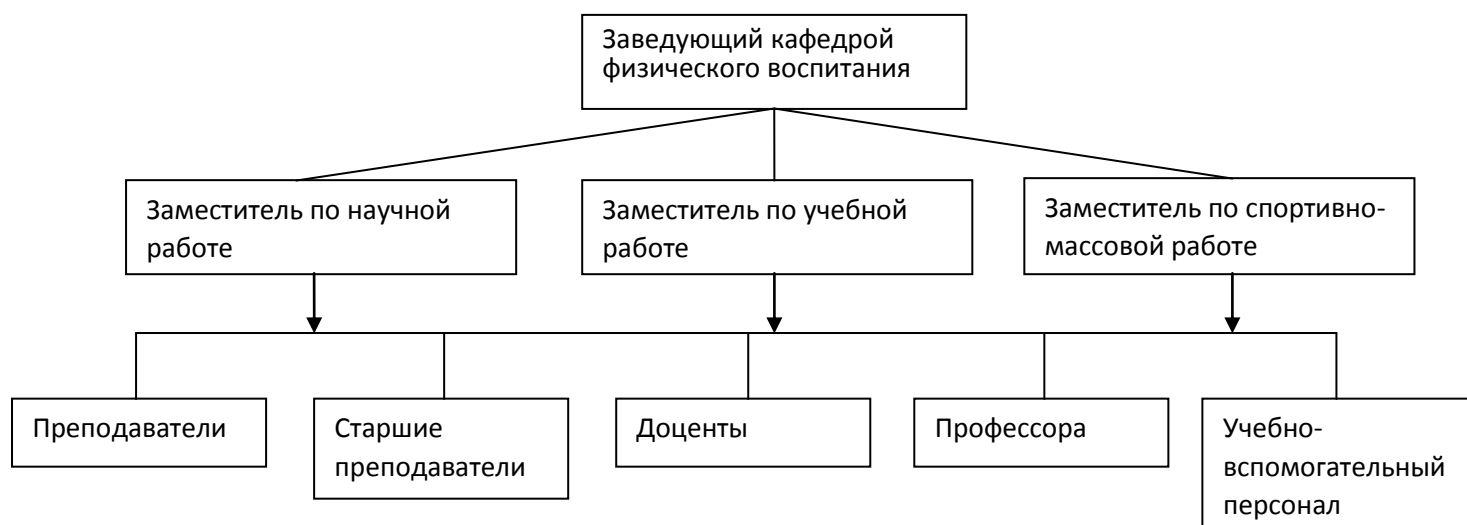 Заведующий кафедрой
физического воспитания
Заместитель по научной
работе
Заместитель по учебной
работе
Заместитель по спортивно-
массовой работе
Преподаватели
Старшие
преподаватели
Доценты
Профессора
Учебно-
вспомогательный
персонал